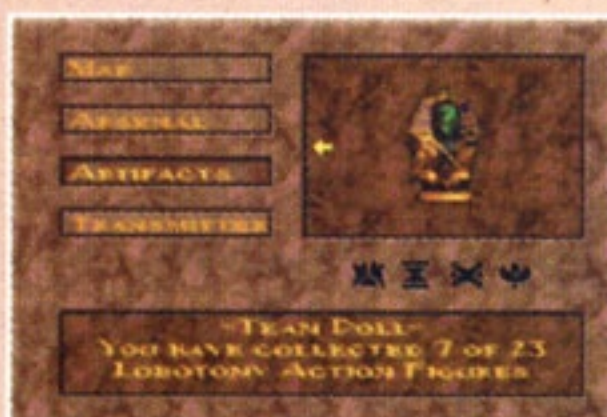 MAP
ARSENAL
ARTIFACTS
TRANSMITTER
-TEAM DOLL-
YOU HAVE COLLECTED 7 OF 23
LOBOTOMY ACTION FIGURES